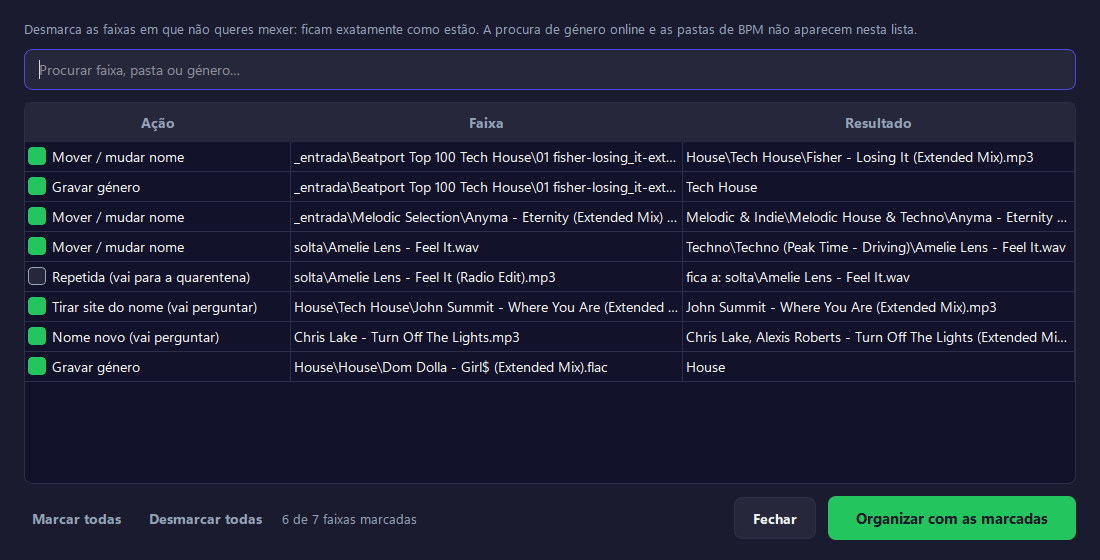 Desmarca as faixas em que não queres mexer: ficam exatamente como estão. A procura de género online e as pastas de BPM não aparecem nesta lista.
Procurar faixa, pasta ou género...
Ação Faixa Resultado
Mover / mudar nome _entrada\Beatport Top 100 Tech House\01 fisher-losing_it-ext... House\Tech House\Fisher - Losing It (Extended Mix).mp3
Gravar género _entrada\Beatport Top 100 Tech House\01 fisher-losing_it-ext... Tech House
Mover / mudar nome _entrada\Melodic Selection\Anyma - Eternity (Extended Mix) ... Melodic & Indie\Melodic House & Techno\Anyma - Eternity ...
Mover / mudar nome solta\Amelie Lens - Feel It.wav Techno\Techno (Peak Time - Driving)\Amelie Lens - Feel It.wav
Repetida (vai para a quarentena) solta\Amelie Lens - Feel It (Radio Edit).mp3 fica a: solta\Amelie Lens - Feel It.wav
Tirar site do nome (vai perguntar) House\Tech House\John Summit - Where You Are (Extended ... John Summit - Where You Are (Extended Mix).mp3
Nome novo (vai perguntar) Chris Lake - Turn Off The Lights.mp3 Chris Lake, Alexis Roberts - Turn Off The Lights (Extended Mi...
Gravar género House\House\Dom Dolla - Girl$ (Extended Mix).flac House
Marcar todas Desmarcar todas 6 de 7 faixas marcadas Fechar Organizar com as marcadas